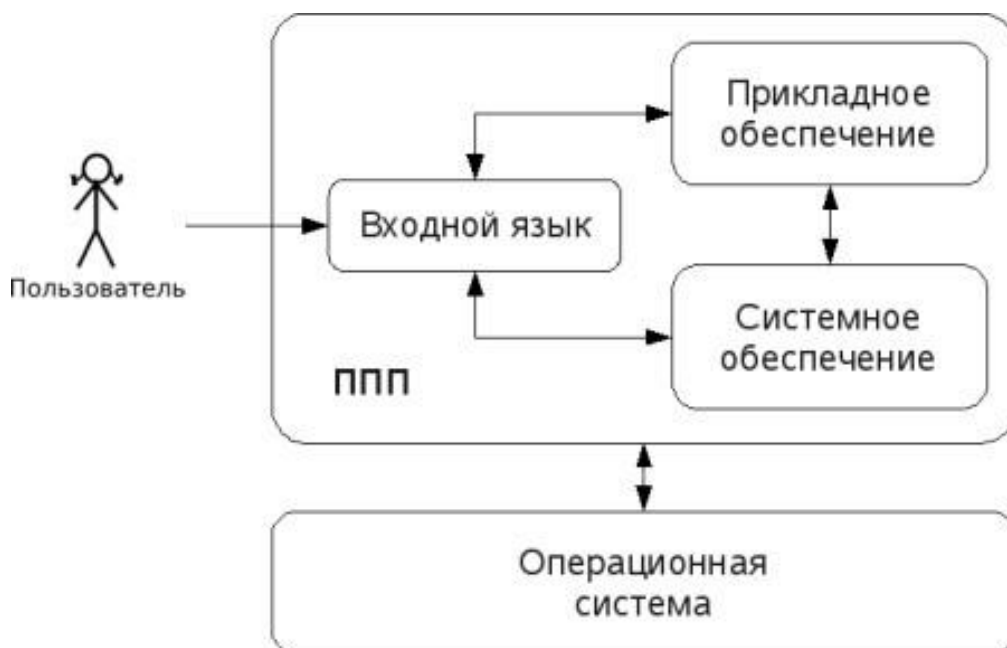 Прикладное
обеспечение
Входной язык
Пользователь
Системное
обеспечение
ППП
Операционная
система